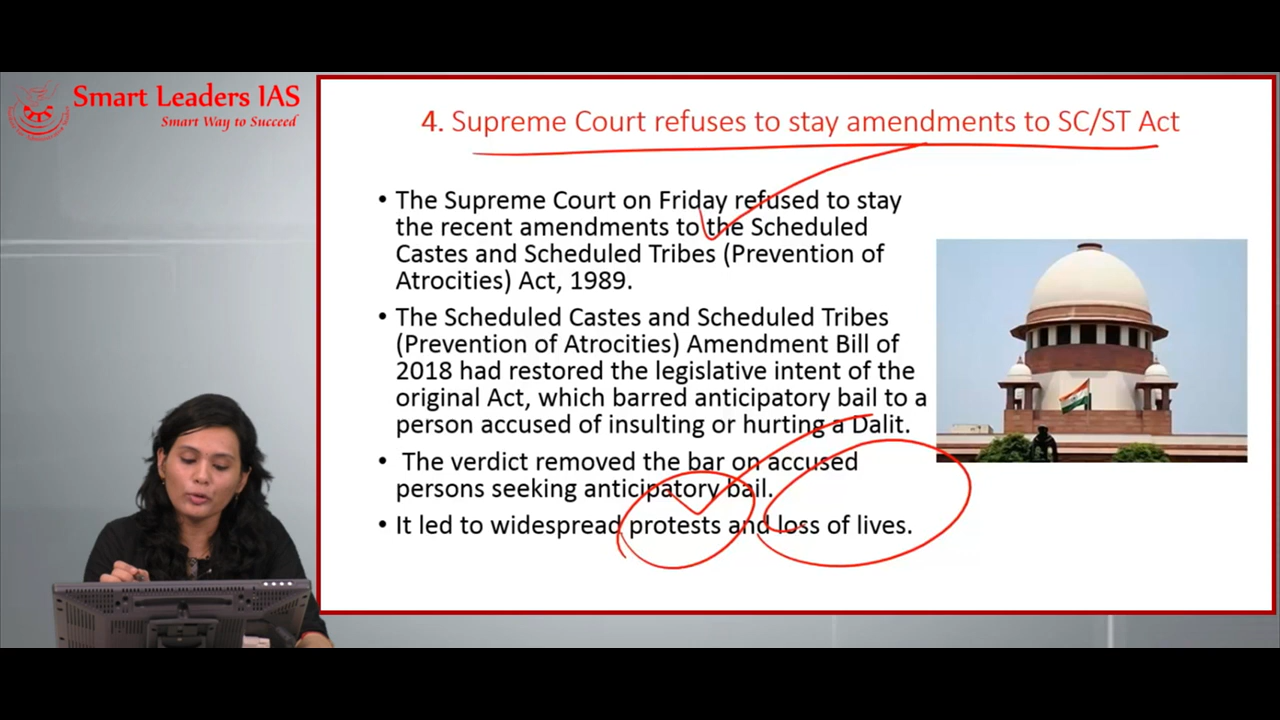 Smart Leaders IAS
Smart Way to Succeed
4. Supreme Court refuses to stay amendments to SC/ST Act
• The Supreme Court on Friday refused to stay
the recent amendments to the Scheduled
Castes and Scheduled Tribes (Prevention of
Atrocities) Act, 1989.
• The Scheduled Castes and Scheduled Tribes
(Prevention of Atrocities) Amendment Bill of
2018 had restored the legislative intent of the
original Act, which barred anticipatory bail to a
person accused of insulting or hurting a Dalit.
• The verdict removed the bar on accused
persons seeking anticipatory bail.
• It led to widespread protests and loss of lives.